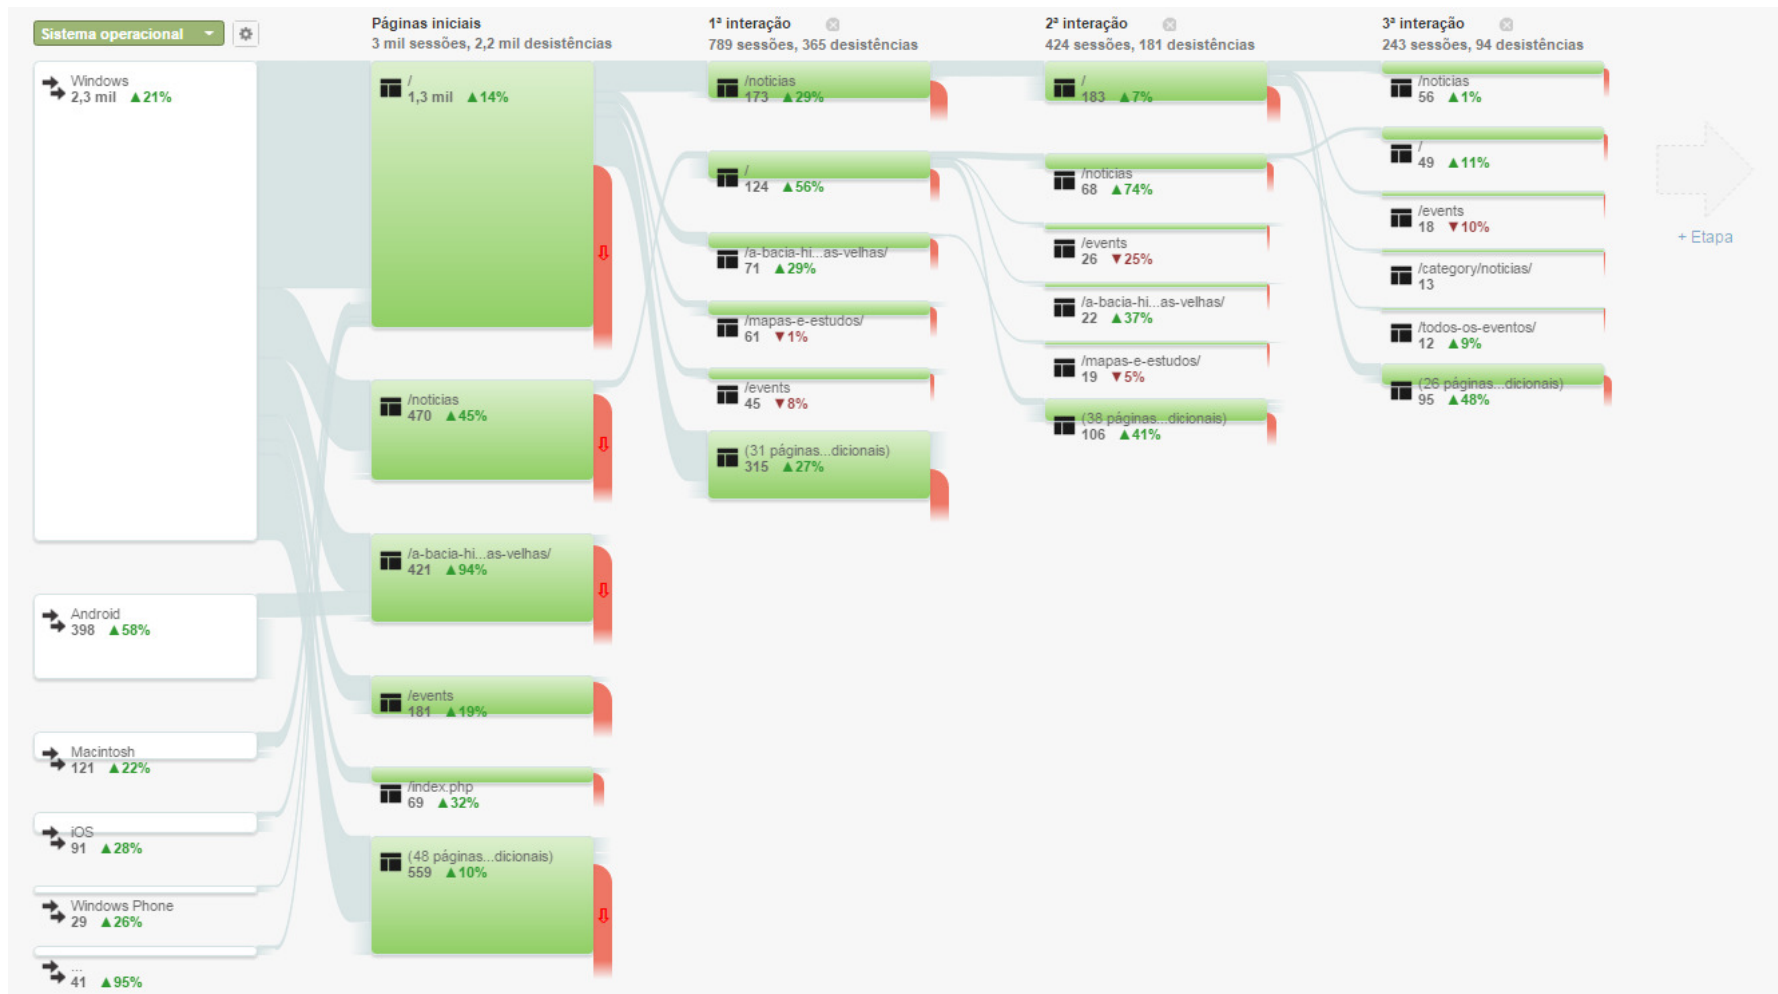 Sistema operacional
Windows
2,3 mil ▲21%
Android
398 ▲58%
Macintosh
121 ▲22%
iOS
91 ▲28%
Windows Phone
29 ▲26%
...
41 ▲95%
Páginas iniciais
3 mil sessões, 2,2 mil desistências
/
1,3 mil ▲14%
/noticias
470 ▲45%
/a-bacia-hi...as-velhas/
421 ▲94%
/events
181 ▲19%
/index.php
69 ▲32%
(48 páginas...dicionais)
559 ▲10%
1ª interação
789 sessões, 365 desistências
/noticias
173 ▲29%
/
124 ▲56%
/a-bacia-hi...as-velhas/
71 ▲29%
/mapas-e-estudos/
61 ▼1%
/events
45 ▼8%
(31 páginas...dicionais)
315 ▲27%
2ª interação
424 sessões, 181 desistências
/
183 ▲7%
/noticias
68 ▲74%
/events
26 ▼25%
/a-bacia-hi...as-velhas/
22 ▲37%
/mapas-e-estudos/
19 ▼5%
(38 páginas...dicionais)
106 ▲41%
3ª interação
243 sessões, 94 desistências
/noticias
56 ▲1%
/
49 ▲11%
/events
18 ▼10%
/category/noticias/
13
/todos-os-eventos/
12 ▲9%
(26 páginas...dicionais)
95 ▲48%
+ Etapa